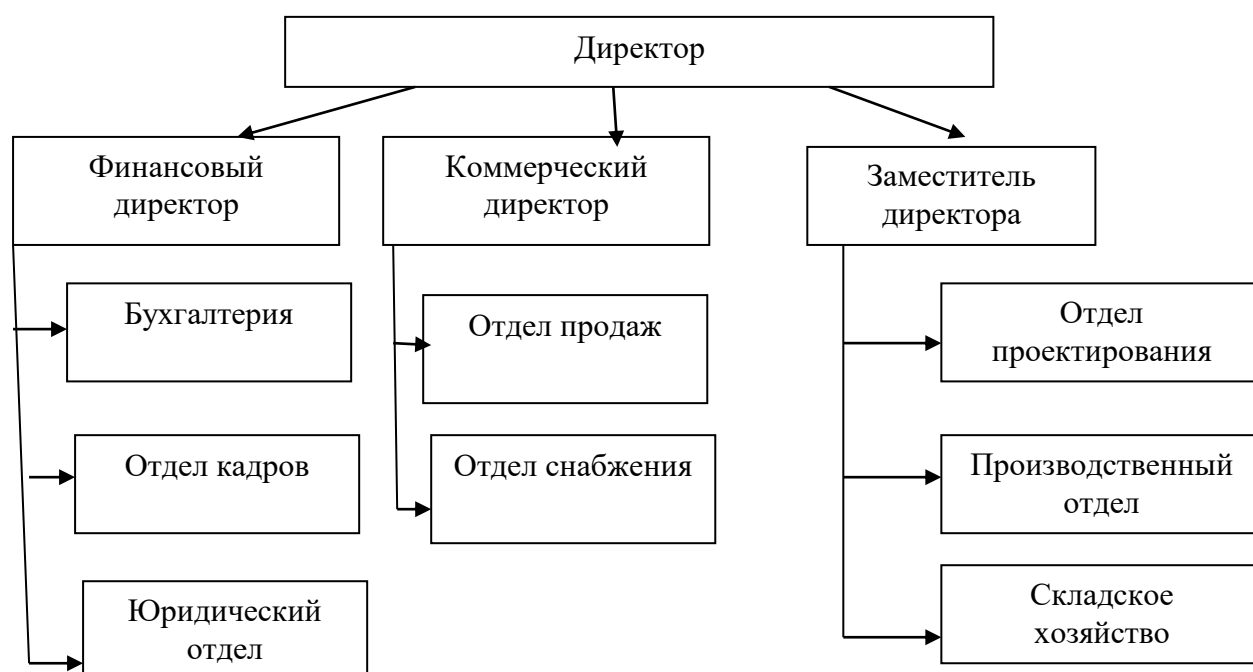 Директор
Финансовый
директор
Коммерческий
директор
Заместитель
директора
Бухгалтерия
Отдел продаж
Отдел
проектирования
Отдел кадров
Отдел снабжения
Производственный
отдел
Юридический
отдел
Складское
хозяйство